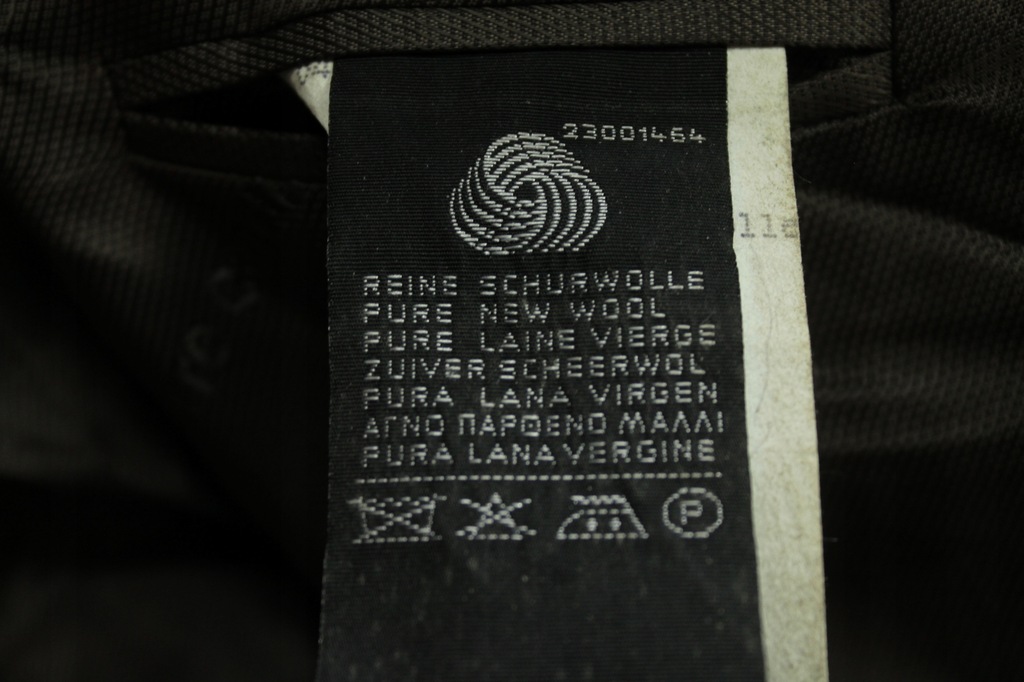 23001464
118
REINE SCHURWOLLE
PURE NEW WOOL
PURE LAINE VIERGE
ZUIVER SCHEERWOL
PURA LANA VIRGEN
ΑΓΝΟ ΠΑΡΘΕΝΟ ΜΑΛΛΙ
PURA LANA VERGINE
P